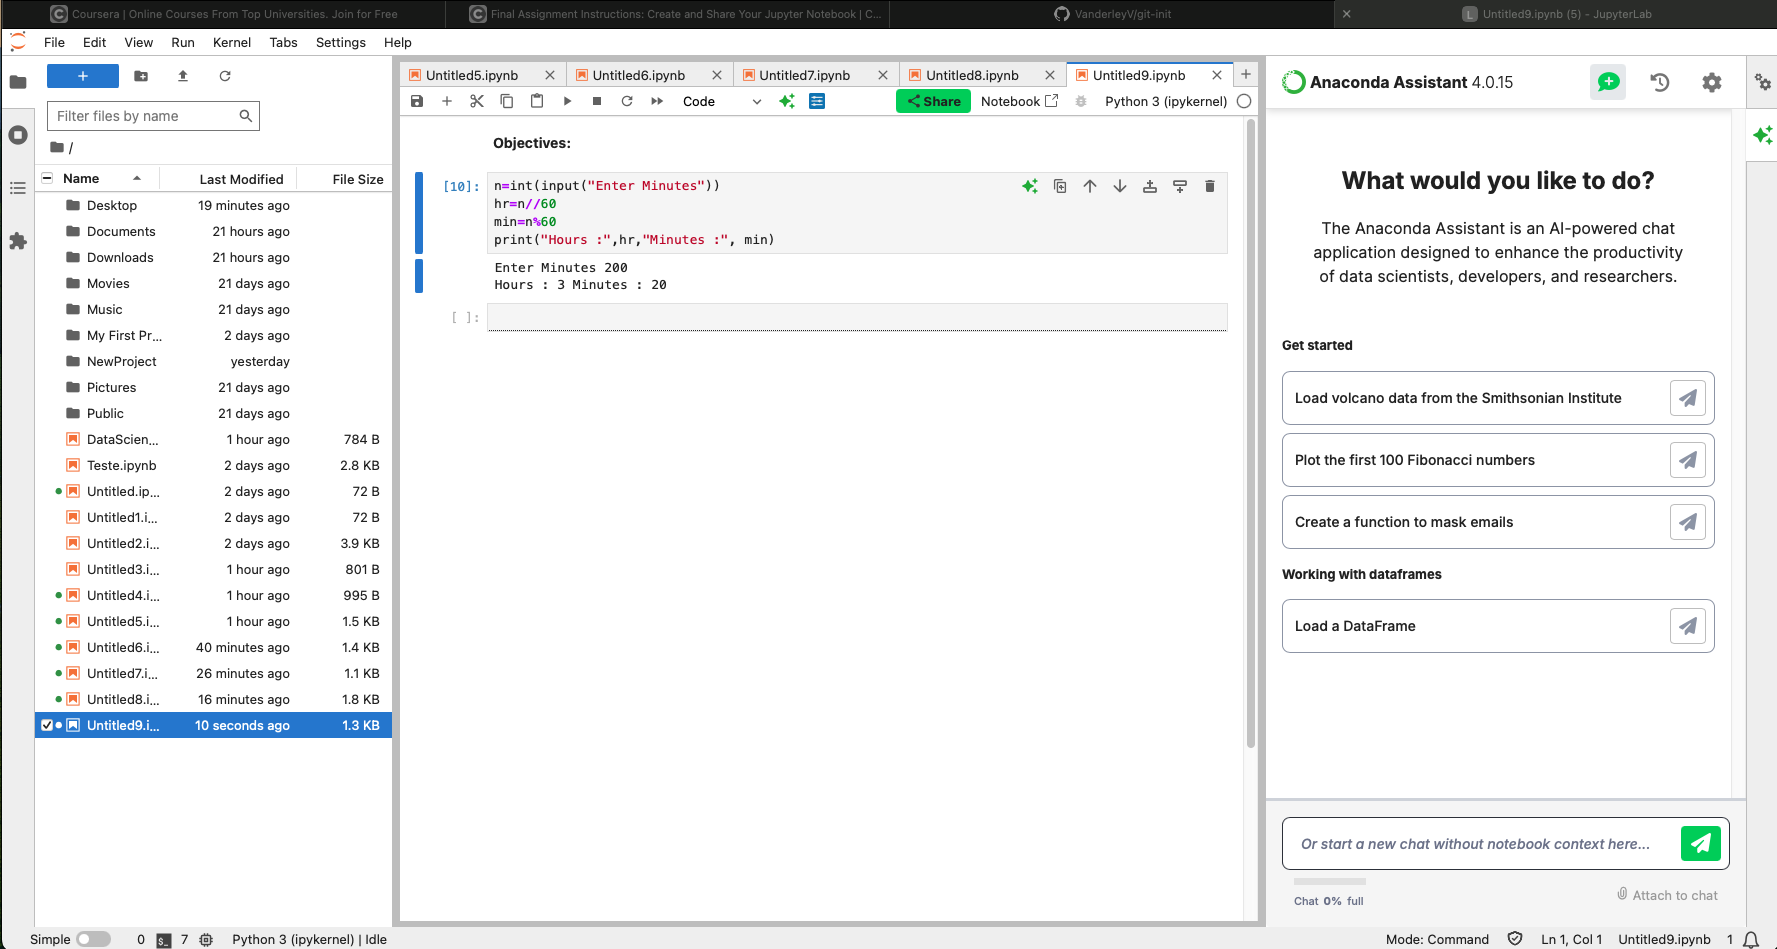 Coursera | Online Courses From Top Universities. Join for Free
Final Assignment Instructions: Create and Share Your Jupyter Notebook | C...
VanderleyV/git-init
Untitled9.ipynb (5) - JupyterLab
File Edit View Run Kernel Tabs Settings Help
Untitled5.ipynb
Untitled6.ipynb
Untitled7.ipynb
Untitled8.ipynb
Untitled9.ipynb
Code
Share
Notebook
Python 3 (ipykernel)
Filter files by name
/
Name Last Modified File Size
Desktop 19 minutes ago
Documents 21 hours ago
Downloads 21 hours ago
Movies 21 days ago
Music 21 days ago
My First Pr... 2 days ago
NewProject yesterday
Pictures 21 days ago
Public 21 days ago
DataScien... 1 hour ago 784 B
Teste.ipynb 2 days ago 2.8 KB
Untitled.ip... 2 days ago 72 B
Untitled1.i... 2 days ago 72 B
Untitled2.i... 2 days ago 3.9 KB
Untitled3.i... 1 hour ago 801 B
Untitled4.i... 1 hour ago 995 B
Untitled5.i... 1 hour ago 1.5 KB
Untitled6.i... 40 minutes ago 1.4 KB
Untitled7.i... 26 minutes ago 1.1 KB
Untitled8.i... 16 minutes ago 1.8 KB
Untitled9.i... 10 seconds ago 1.3 KB
Objectives:
[10]: n=int(input("Enter Minutes"))
hr=n//60
min=n%60
print("Hours :",hr,"Minutes :", min)
Enter Minutes 200
Hours : 3 Minutes : 20
[ ]:
Anaconda Assistant 4.0.15
What would you like to do?
The Anaconda Assistant is an AI-powered chat
application designed to enhance the productivity
of data scientists, developers, and researchers.
Get started
Load volcano data from the Smithsonian Institute
Plot the first 100 Fibonacci numbers
Create a function to mask emails
Working with dataframes
Load a DataFrame
Or start a new chat without notebook context here...
Chat 0% full
Attach to chat
Simple 0 $_ 7 Python 3 (ipykernel) | Idle
Mode: Command Ln 1, Col 1 Untitled9.ipynb 1